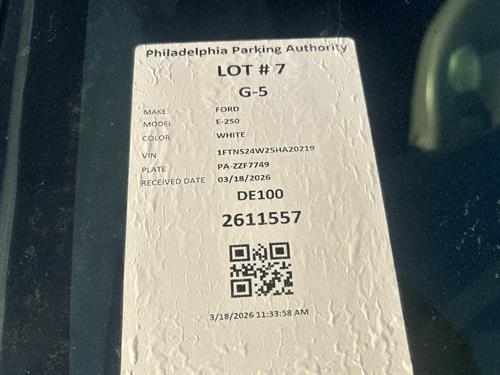 Philadelphia Parking Authority
LOT # 7
G-5
MAKE FORD
MODEL E-250
COLOR WHITE
VIN 1FTNS24W25HA20219
PLATE PA-ZZF7749
RECEIVED DATE 03/18/2026
DE100
2611557
3/18/2026 11:33:58 AM